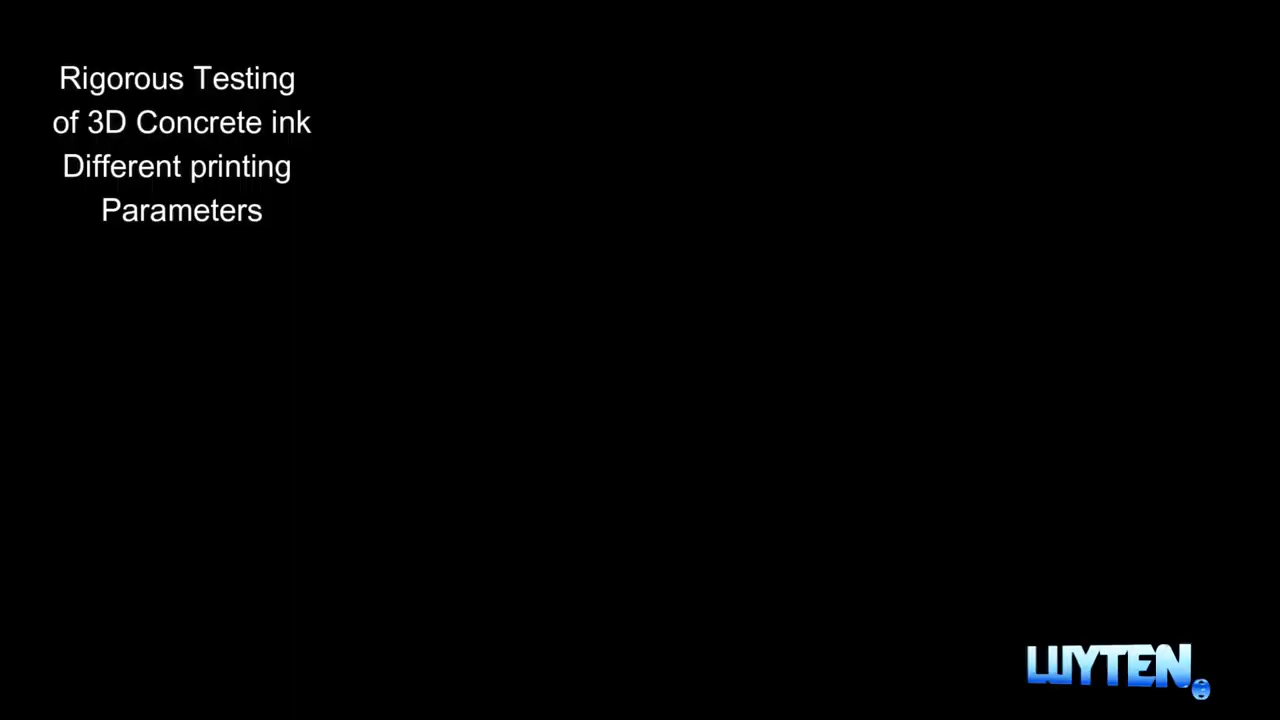 Rigorous Testing
of 3D Concrete ink
Different printing
Parameters
LUYTEN